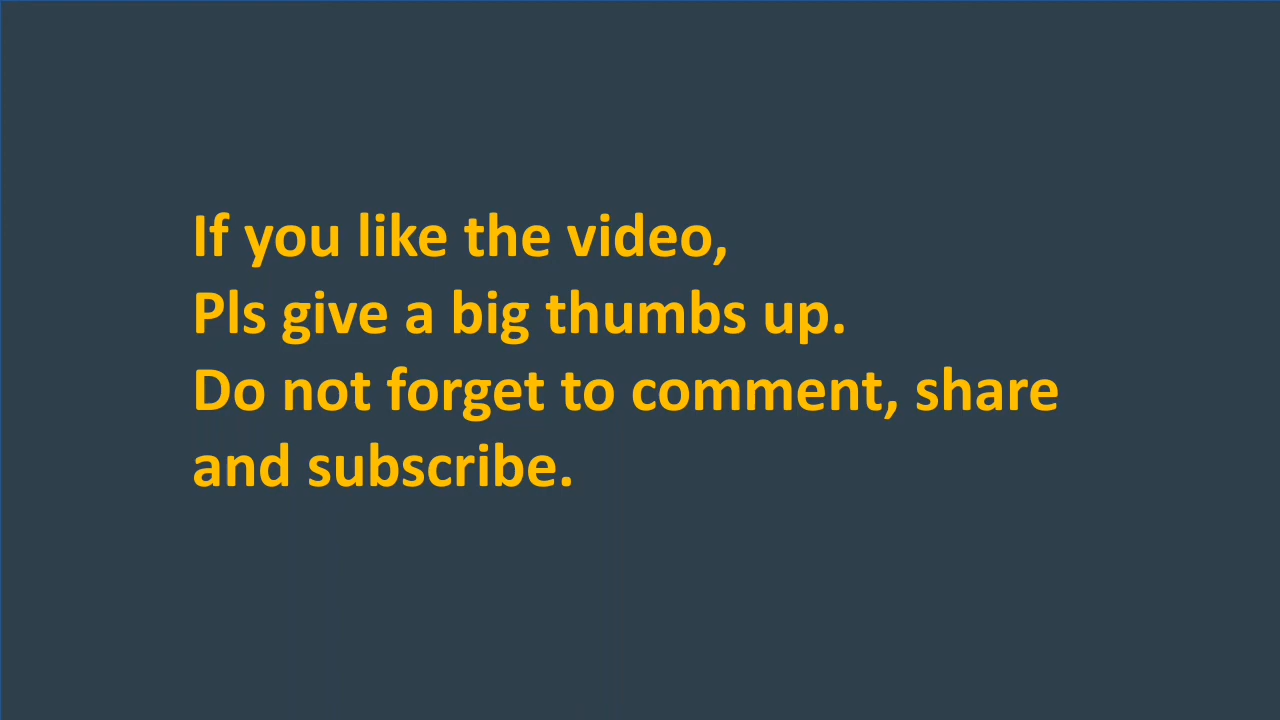 If you like the video,
Pls give a big thumbs up.
Do not forget to comment, share
and subscribe.